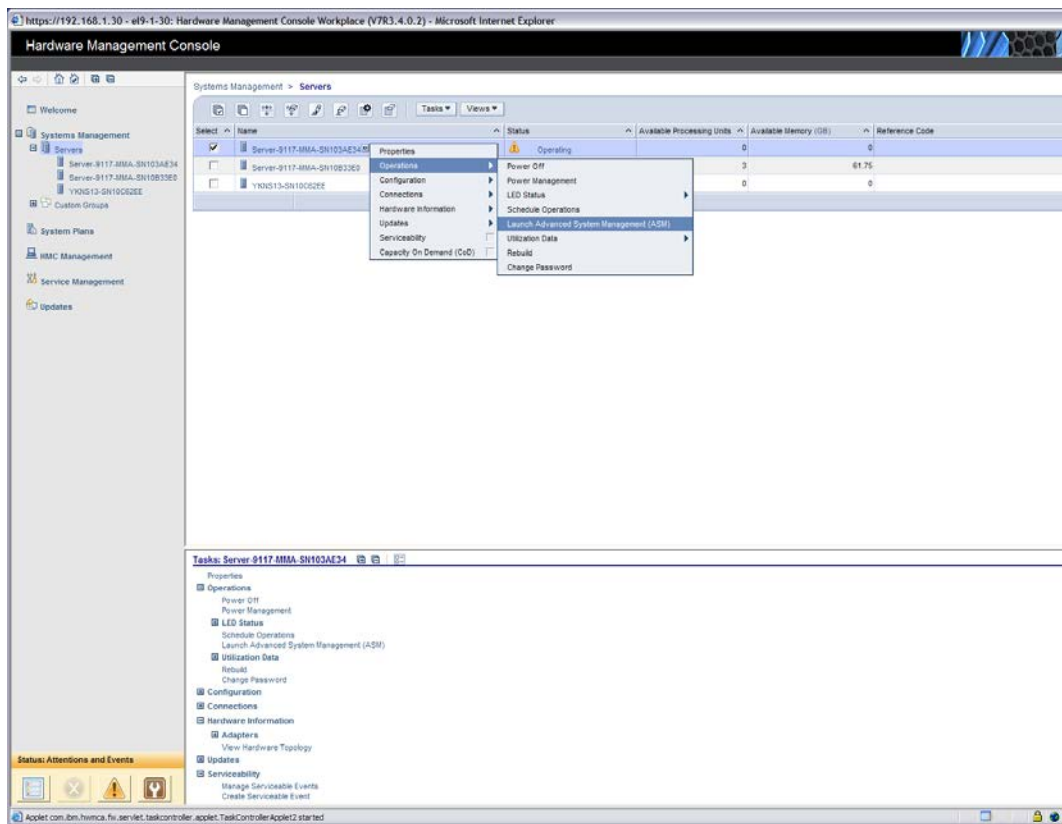 https://192.168.1.30 - el9-1-30: Hardware Management Console Workplace (V7R3.4.0.2) - Microsoft Internet Explorer
Hardware Management Console
Systems Management > Servers
Welcome
Systems Management
Servers
Server-9117-MMA-SN103AE34
Server-9117-MMA-SN10B33E0
YKNS13-SN10C62EE
Custom Groups
System Plans
HMC Management
Service Management
Updates
Tasks Views
Select Name Status Available Processing Units Available Memory (GB) Reference Code
Server-9117-MMA-SN103AE34 Operating 0 0
Server-9117-MMA-SN10B33E0 3 61.75
YKNS13-SN10C62EE 0 0
Properties
Operations
Configuration
Connections
Hardware Information
Updates
Serviceability
Capacity On Demand (CoD)
Power Off
Power Management
LED Status
Schedule Operations
Launch Advanced System Management (ASM)
Utilization Data
Rebuild
Change Password
Tasks: Server-9117-MMA-SN103AE34
Properties
Operations
Power Off
Power Management
LED Status
Schedule Operations
Launch Advanced System Management (ASM)
Utilization Data
Rebuild
Change Password
Configuration
Connections
Hardware Information
Adapters
View Hardware Topology
Updates
Serviceability
Manage Serviceable Events
Create Serviceable Event
Status: Attentions and Events
Applet com.ibm.hwmca.fw.servlet.taskcontroller.applet.TaskControllerApplet2 started